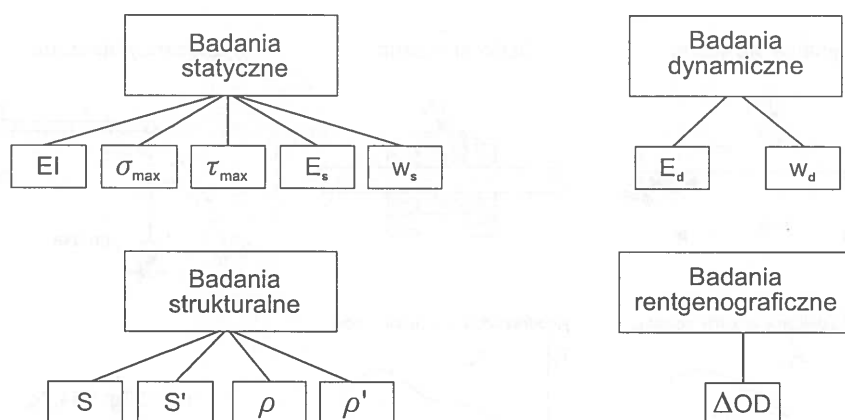 Badania
statyczne
Badania
dynamiczne
EI σmax τmax Es ws
Ed wd
Badania
strukturalne
Badania
rentgenograficzne
S S' ρ ρ'
ΔOD